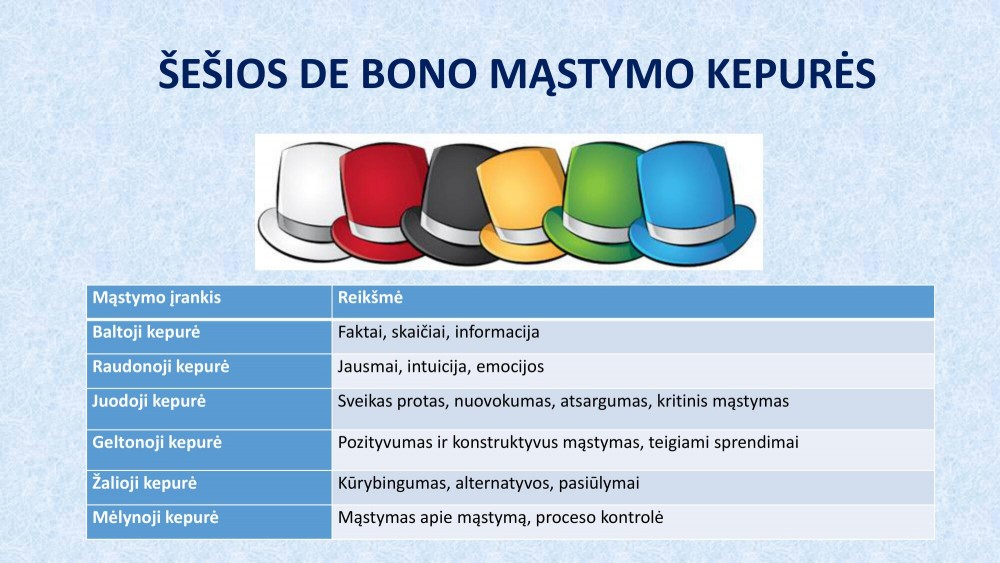 ŠEŠIOS DE BONO MĄSTYMO KEPURĖS
Mąstymo įrankis Reikšmė
Baltoji kepurė Faktai, skaičiai, informacija
Raudonoji kepurė Jausmai, intuicija, emocijos
Juodoji kepurė Sveikas protas, nuovokumas, atsargumas, kritinis mąstymas
Geltonoji kepurė Pozityvumas ir konstruktyvus mąstymas, teigiami sprendimai
Žalioji kepurė Kūrybingumas, alternatyvos, pasiūlymai
Mėlynoji kepurė Mąstymas apie mąstymą, proceso kontrolė